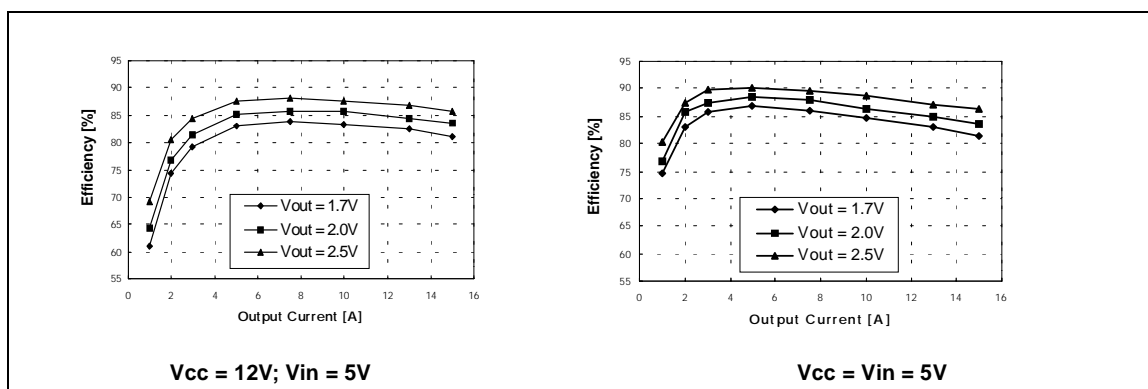 95
90
85
80
75
70
65
60
55
Efficiency [%]
0 2 4 6 8 10 12 14 16
Output Current [A]
Vout = 1.7V
Vout = 2.0V
Vout = 2.5V
Vcc = 12V; Vin = 5V
95
90
85
80
75
70
65
60
55
Efficiency [%]
0 2 4 6 8 10 12 14 16
Output Current [A]
Vout = 1.7V
Vout = 2.0V
Vout = 2.5V
Vcc = Vin = 5V